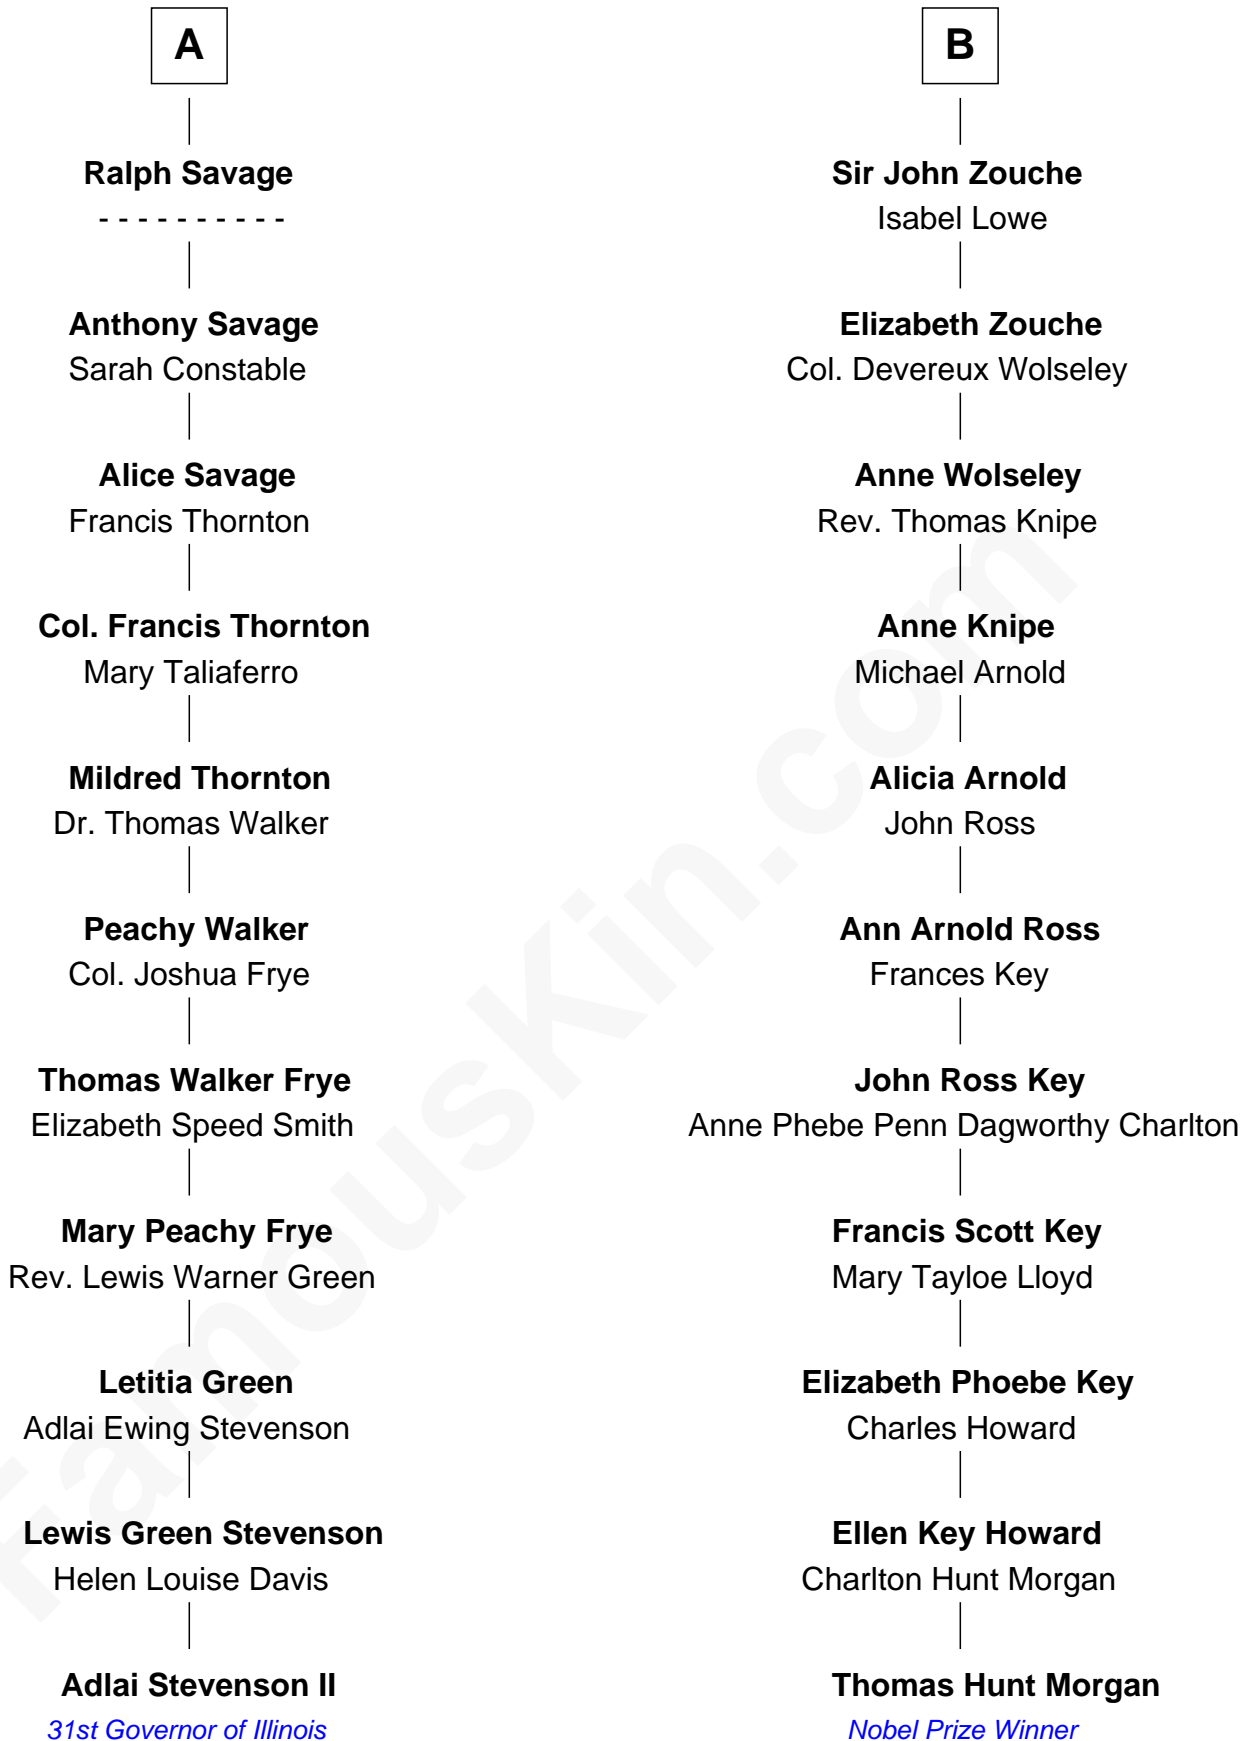 A
Ralph Savage
- - - - - - - - - -
Anthony Savage
Sarah Constable
Alice Savage
Francis Thornton
Col. Francis Thornton
Mary Taliaferro
Mildred Thornton
Dr. Thomas Walker
Peachy Walker
Col. Joshua Frye
Thomas Walker Frye
Elizabeth Speed Smith
Mary Peachy Frye
Rev. Lewis Warner Green
Letitia Green
Adlai Ewing Stevenson
Lewis Green Stevenson
Helen Louise Davis
Adlai Stevenson II
31st Governor of Illinois
B
Sir John Zouche
Isabel Lowe
Elizabeth Zouche
Col. Devereux Wolseley
Anne Wolseley
Rev. Thomas Knipe
Anne Knipe
Michael Arnold
Alicia Arnold
John Ross
Ann Arnold Ross
Frances Key
John Ross Key
Anne Phebe Penn Dagworthy Charlton
Francis Scott Key
Mary Tayloe Lloyd
Elizabeth Phoebe Key
Charles Howard
Ellen Key Howard
Charlton Hunt Morgan
Thomas Hunt Morgan
Nobel Prize Winner
FamousKin.com